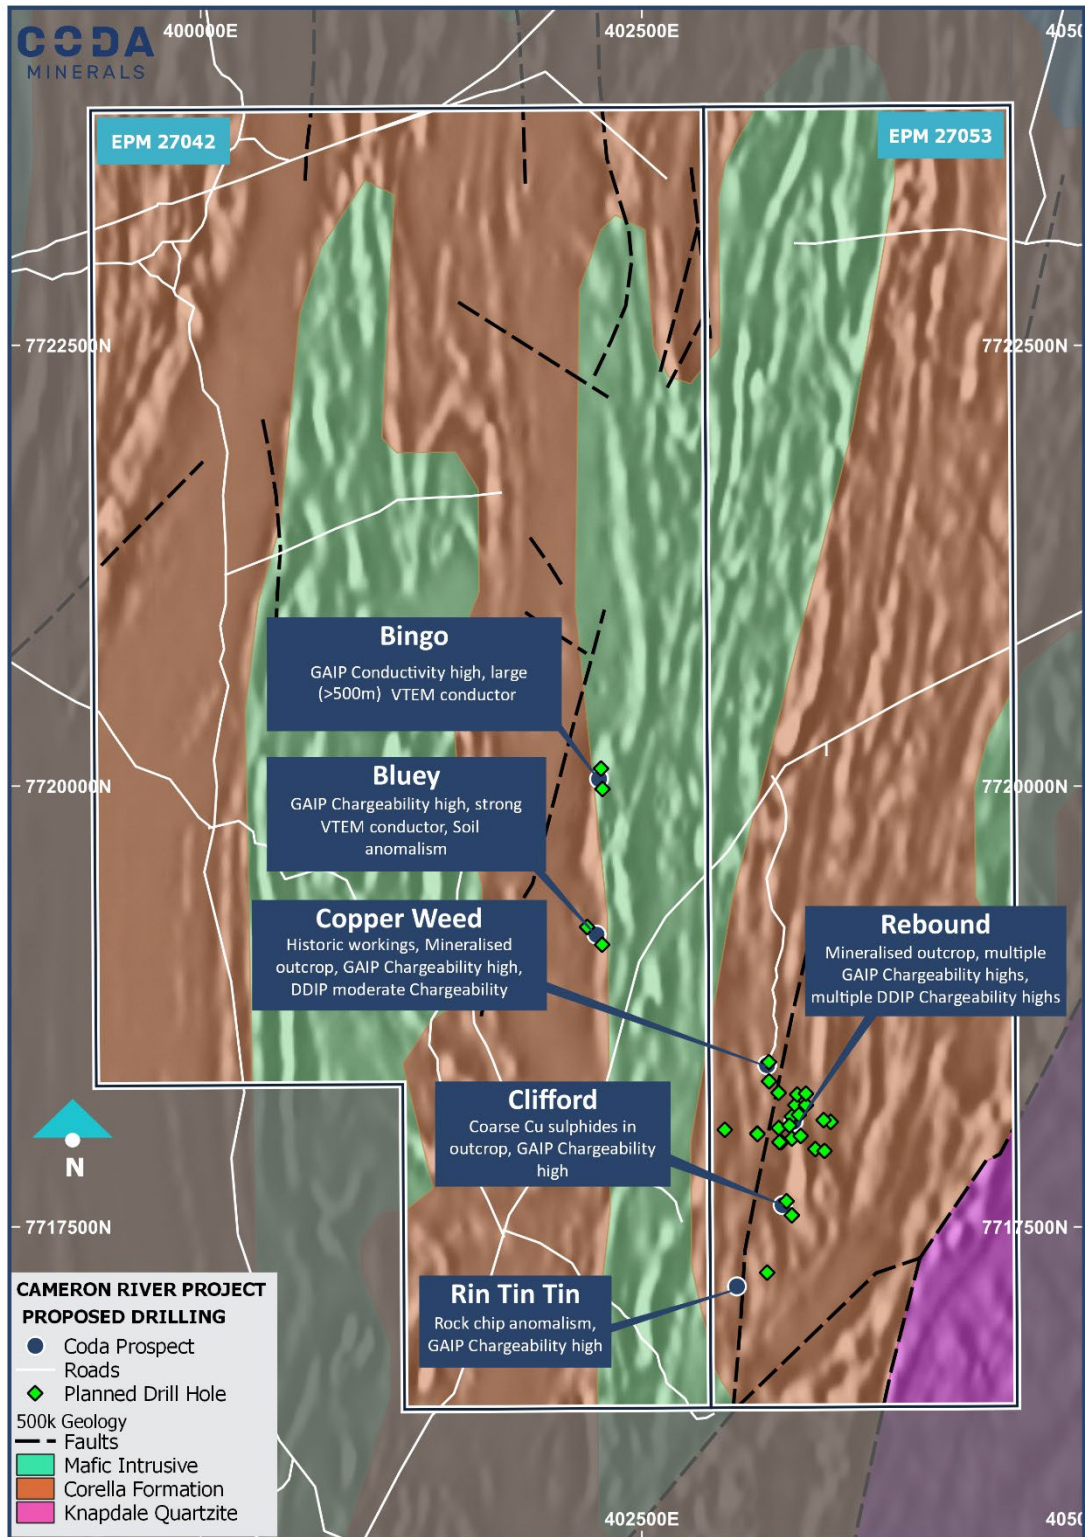 CODA
MINERALS
400000E
402500E
4050
EPM 27042
EPM 27053
7722500N
7722500N
Bingo
GAIP Conductivity high, large
(>500m) VTEM conductor
7720000N
7720000N
Bluey
GAIP Chargeability high, strong
VTEM conductor, Soil
anomalism
Copper Weed
Historic workings, Mineralised
outcrop, GAIP Chargeability high,
DDIP moderate Chargeability
Rebound
Mineralised outcrop, multiple
GAIP Chargeability highs,
multiple DDIP Chargeability highs
Clifford
Coarse Cu sulphides in
outcrop, GAIP Chargeability
high
N
7717500N
7717500N
Rin Tin Tin
Rock chip anomalism,
GAIP Chargeability high
CAMERON RIVER PROJECT
PROPOSED DRILLING
Coda Prospect
Roads
Planned Drill Hole
500k Geology
Faults
Mafic Intrusive
Corella Formation
Knapdale Quartzite
402500E
4050